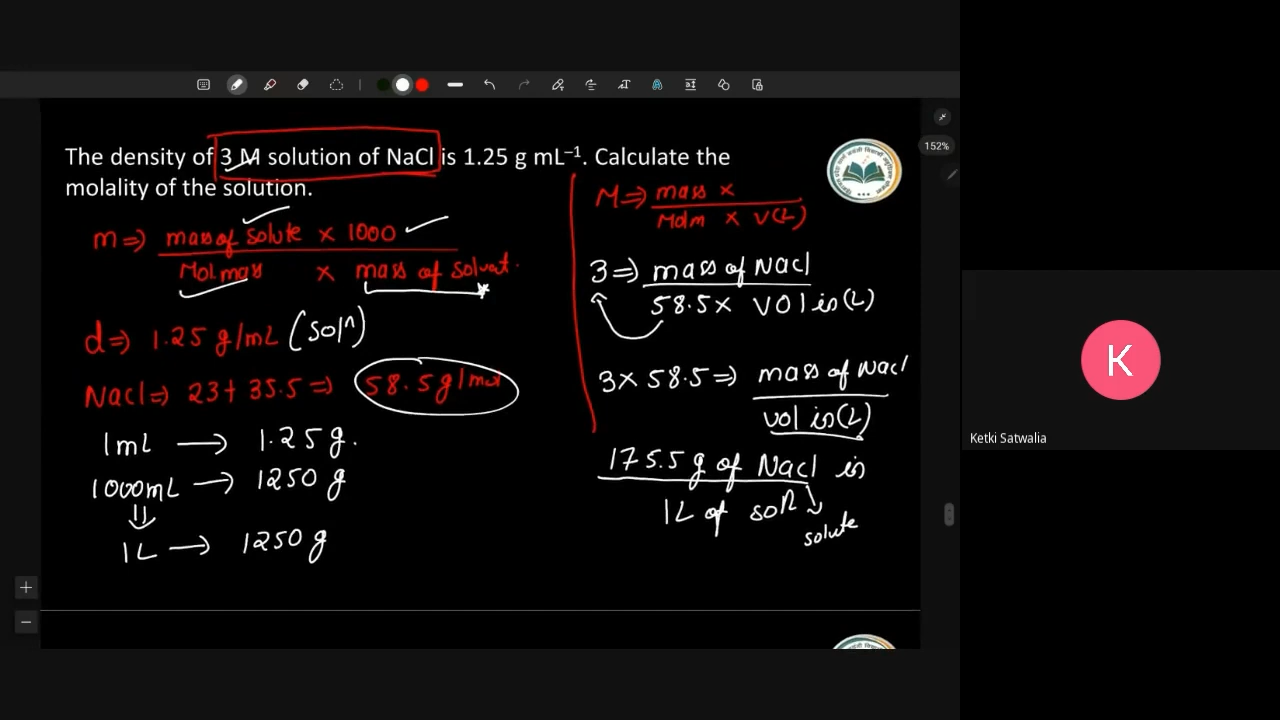 152%
The density of 3 M solution of NaCl is 1.25 g mL⁻¹. Calculate the
molality of the solution.
m => mass of solute × 1000
Mol mass × mass of solvat.
d => 1.25 g/mL (solⁿ)
Nacl => 23 + 35.5 => 58.5 g/mol
1mL → 1.25 g.
1000mL → 1250 g
1L → 1250 g
M => mass ×
Molm × V(L)
3 => mass of Nacl
58.5 × vol in (L)
3 × 58.5 => mass of Nacl
vol in (L)
175.5 g of Nacl in
1L of solⁿ
solute
K
Ketki Satwalia